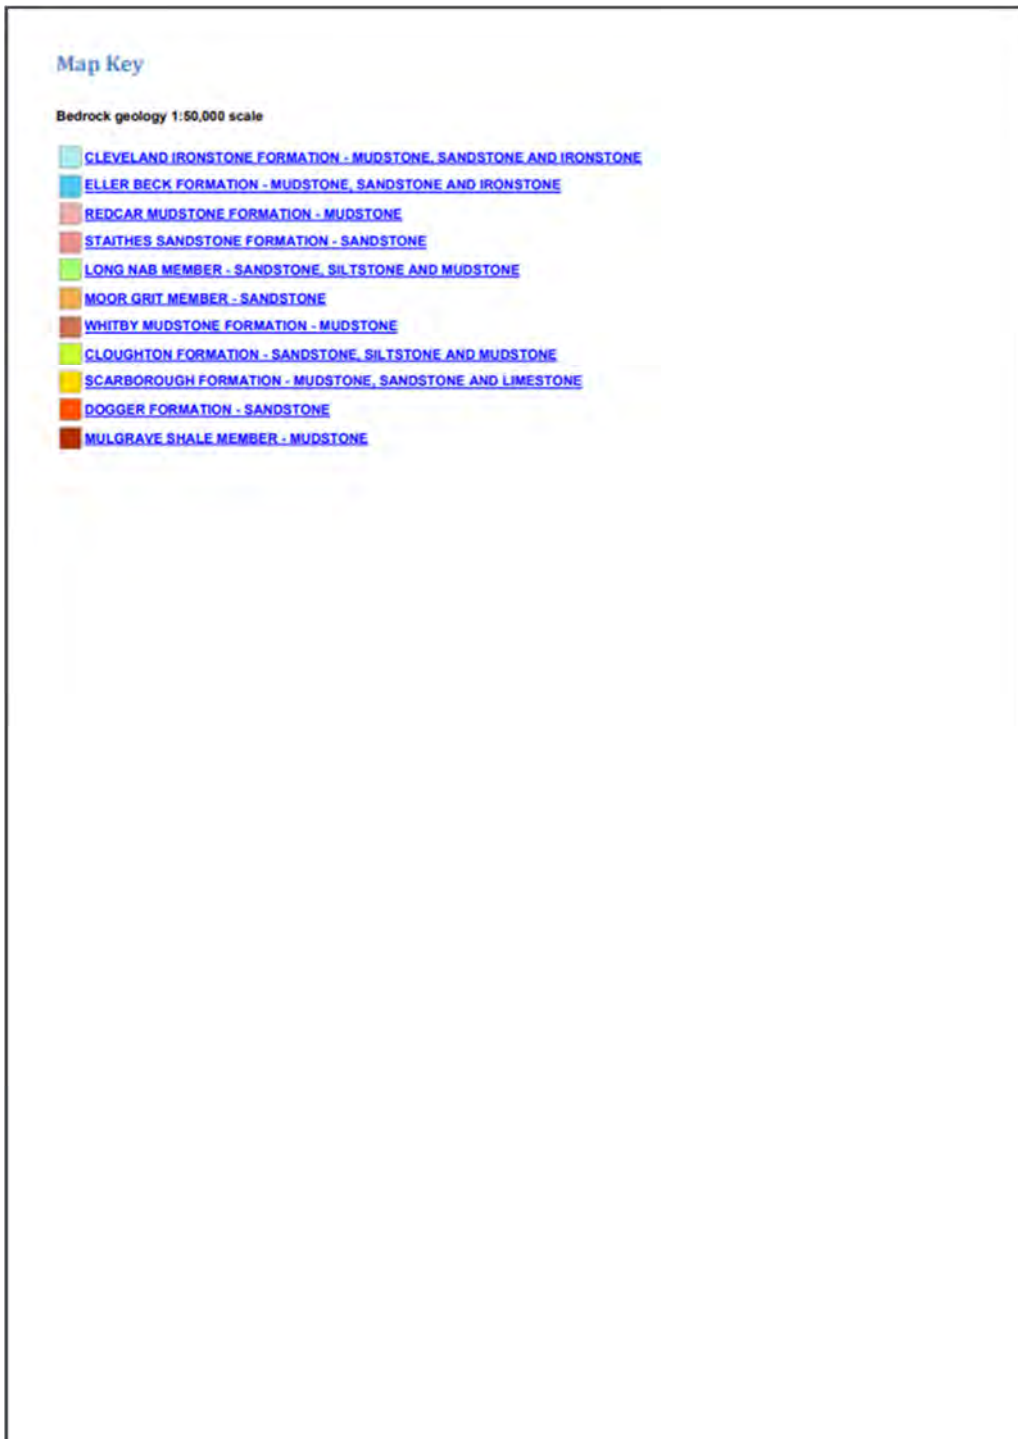 Map Key
Bedrock geology 1:50,000 scale
CLEVELAND IRONSTONE FORMATION - MUDSTONE, SANDSTONE AND IRONSTONE
ELLER BECK FORMATION - MUDSTONE, SANDSTONE AND IRONSTONE
REDCAR MUDSTONE FORMATION - MUDSTONE
STAITHES SANDSTONE FORMATION - SANDSTONE
LONG NAB MEMBER - SANDSTONE, SILTSTONE AND MUDSTONE
MOOR GRIT MEMBER - SANDSTONE
WHITBY MUDSTONE FORMATION - MUDSTONE
CLOUGHTON FORMATION - SANDSTONE, SILTSTONE AND MUDSTONE
SCARBOROUGH FORMATION - MUDSTONE, SANDSTONE AND LIMESTONE
DOGGER FORMATION - SANDSTONE
MULGRAVE SHALE MEMBER - MUDSTONE